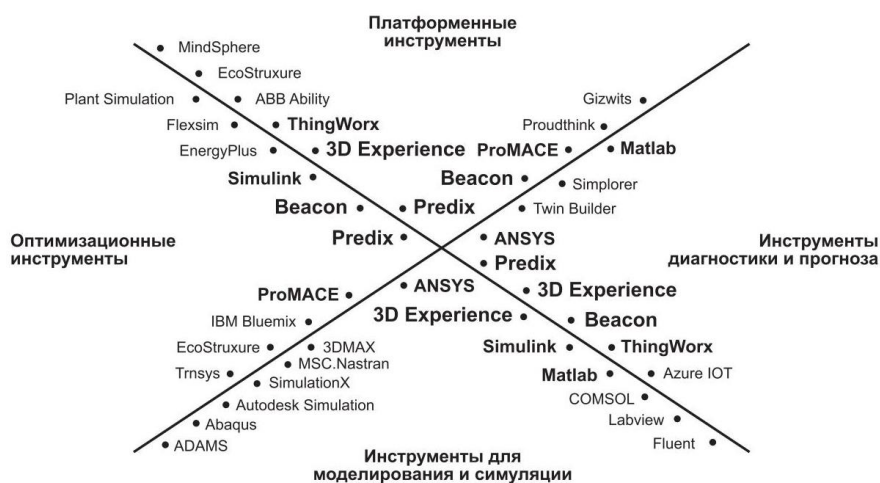 Платформенные
инструменты
MindSphere
EcoStruxure
Plant Simulation
ABB Ability
Gizwits
Flexsim
ThingWorx
Proudthink
EnergyPlus
3D Experience
ProMACE
Matlab
Simulink
Beacon
Simplorer
Beacon
Predix
Twin Builder
Оптимизационные
инструменты
Predix
ANSYS
Инструменты
диагностики и прогноза
Predix
ProMACE
ANSYS
3D Experience
IBM Bluemix
3D Experience
Beacon
EcoStruxure
3DMAX
Simulink
ThingWorx
MSC.Nastran
Trnsys
SimulationX
Matlab
Azure IOT
Autodesk Simulation
COMSOL
Abaqus
Labview
ADAMS
Fluent
Инструменты для
моделирования и симуляции